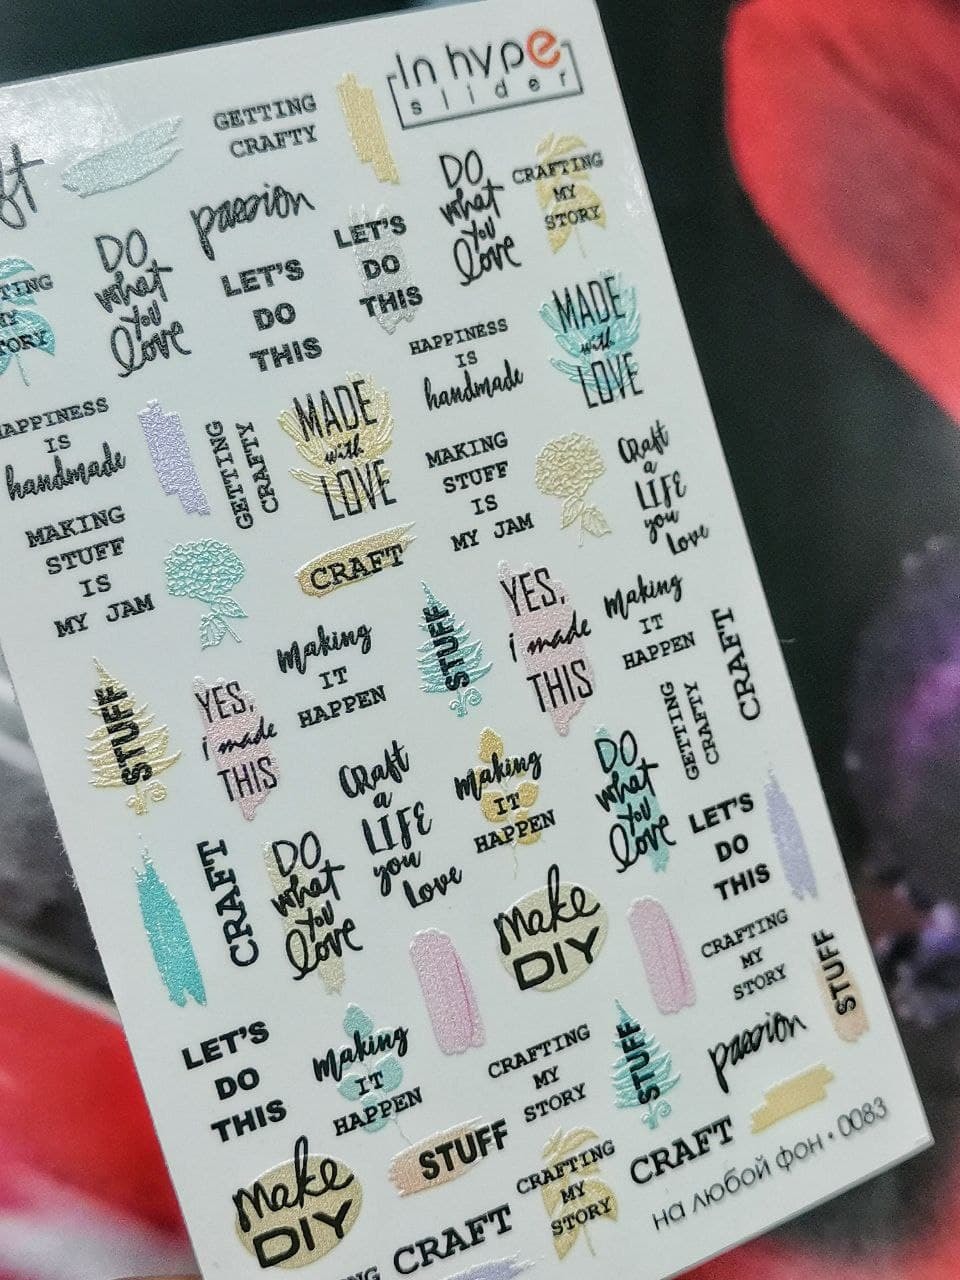 In hype
slider
GETTING
CRAFTY
passion
DO
what
you
love
CRAFTING
MY
STORY
LET'S
DO
THIS
DO
what
you
love
LET'S
DO
THIS
MY
HAPPINESS
IS
handmade
MADE
with
LOVE
MADE
with
LOVE
HAPPINESS
IS
handmade
GETTING
CRAFTY
MAKING
STUFF
IS
MY JAM
Craft
a
LIFE
you
love
MAKING
STUFF
IS
MY JAM
CRAFT
YES,
i made
THIS
Making
IT
HAPPEN
STUFF
Making
IT
HAPPEN
CRAFT
STUFF
YES,
i made
THIS
GETTING
CRAFTY
Craft
a
LIFE
you
love
Making
IT
HAPPEN
DO
what
you
love
LET'S
DO
THIS
CRAFT
DO
what
you
love
Make
DIY
CRAFTING
MY
STORY
STUFF
LET'S
DO
THIS
Making
IT
HAPPEN
CRAFTING
MY
STORY
STUFF
passion
Make
DIY
STUFF
CRAFTING
MY
STORY
CRAFT
CRAFT
на любой фон • 0083